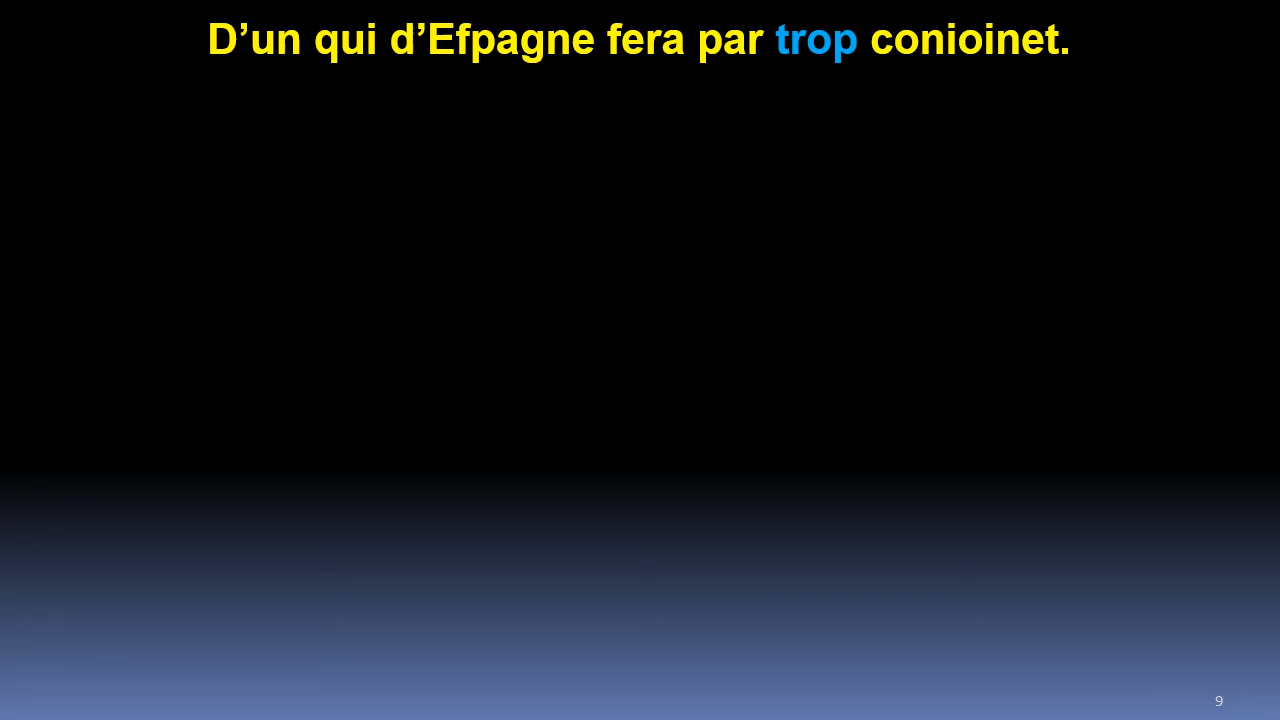 D’un qui d’Efpagne fera par trop conioinet.
9